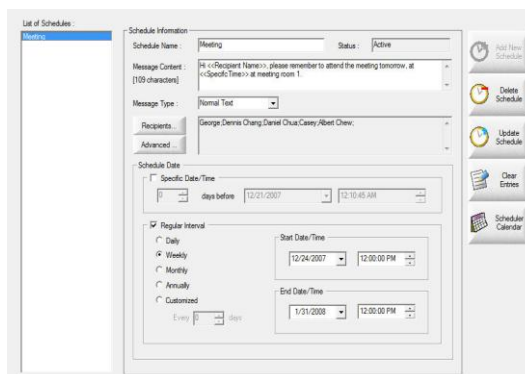 List of Schedules :
Meeting
Schedule Information
Schedule Name : Meeting Status : Active
Message Content : Hi <<Recipient Name>>, please remember to attend the meeting tomorrow, at
[109 characters] <<SpecificTime>> at meeting room 1.
Message Type : Normal Text
Recipients... George;Dennis Chang;Daniel Chua;Casey;Albert Chew;
Advanced ...
Schedule Date
Specific Date/Time
0 days before 12/21/2007 12:10:45 AM
Regular Interval
Daily
Weekly
Monthly
Annually
Customized
Every 0 days
Start Date/Time
12/24/2007 12:00:00 PM
End Date/Time
1/31/2008 12:00:00 PM
Add New
Schedule
Delete
Schedule
Update
Schedule
Clear
Entries
Scheduler
Calendar